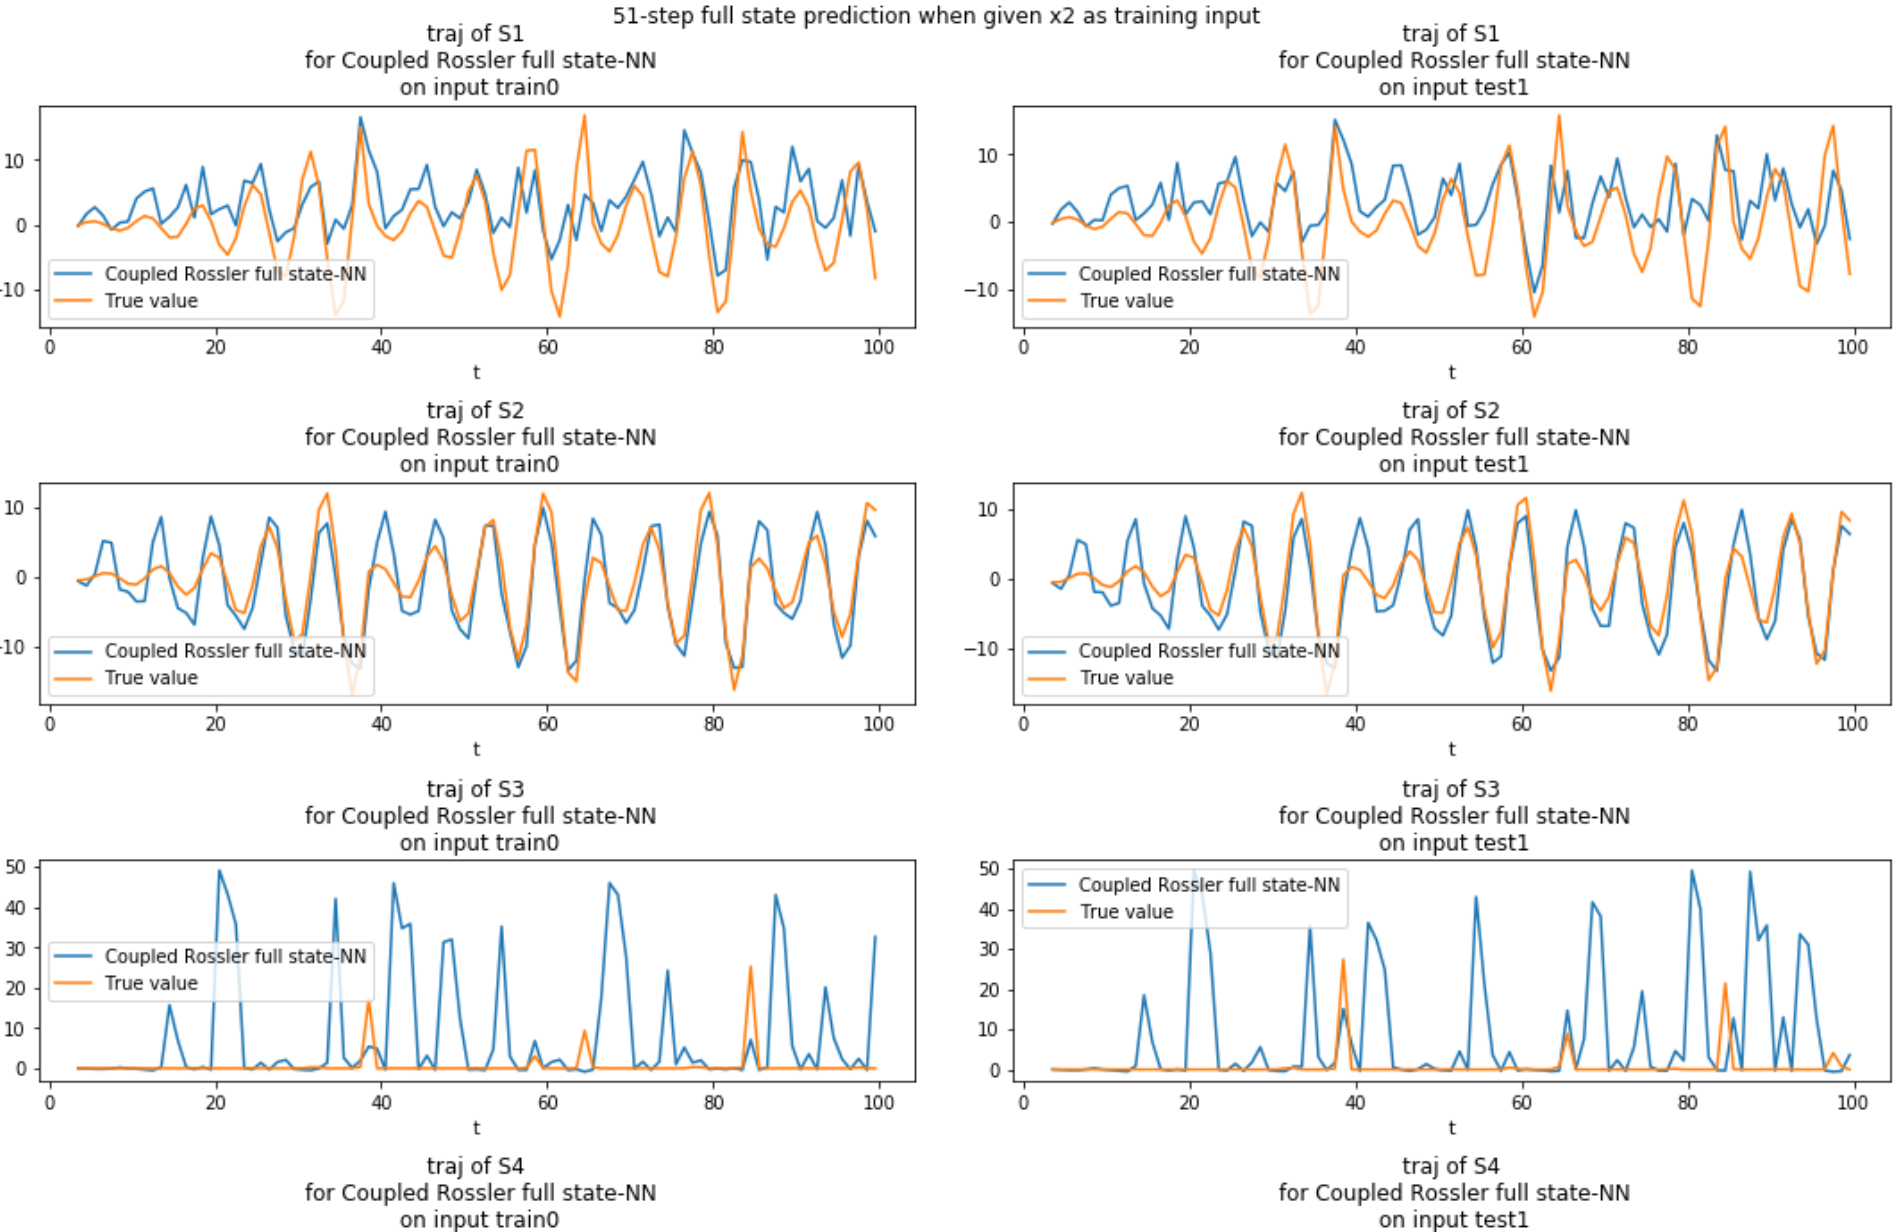 51-step full state prediction when given x2 as training input
traj of S1
for Coupled Rossler full state-NN
on input train0
10
0
-10
Coupled Rossler full state-NN
True value
0 20 40 60 80 100
t
traj of S1
for Coupled Rossler full state-NN
on input test1
10
0
−10
Coupled Rossler full state-NN
True value
0 20 40 60 80 100
t
traj of S2
for Coupled Rossler full state-NN
on input train0
10
0
-10
Coupled Rossler full state-NN
True value
0 20 40 60 80 100
t
traj of S2
for Coupled Rossler full state-NN
on input test1
10
0
−10
Coupled Rossler full state-NN
True value
0 20 40 60 80 100
t
traj of S3
for Coupled Rossler full state-NN
on input train0
50
40
30
20
10
0
Coupled Rossler full state-NN
True value
0 20 40 60 80 100
t
traj of S3
for Coupled Rossler full state-NN
on input test1
50
40
30
20
10
0
Coupled Rossler full state-NN
True value
0 20 40 60 80 100
t
traj of S4
for Coupled Rossler full state-NN
on input train0
traj of S4
for Coupled Rossler full state-NN
on input test1